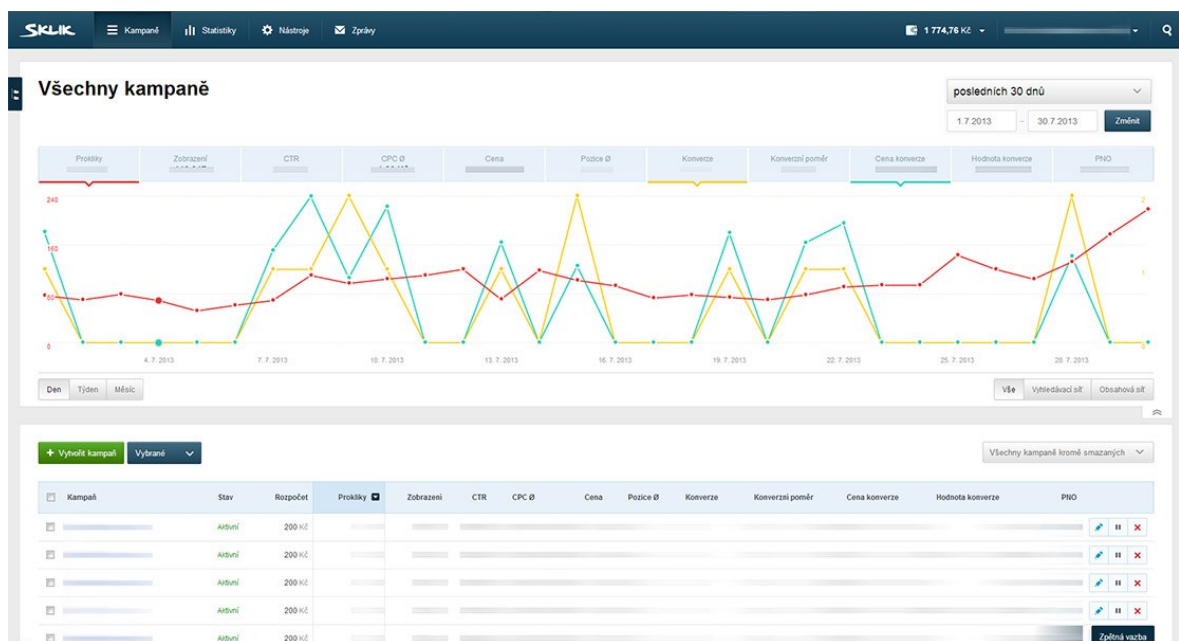 SKLIK Kampaně Statistiky Nástroje Zprávy 1 774,76 Kč
Všechny kampaně
posledních 30 dnů
1.7.2013 – 30.7.2013 Změnit
Prokliky Zobrazení CTR CPC Ø Cena Pozice Ø Konverze Konverzní poměr Cena konverze Hodnota konverze PNO
240 2
160
1
80
0 0
4. 7. 2013 7. 7. 2013 10. 7. 2013 13. 7. 2013 16. 7. 2013 19. 7. 2013 22. 7. 2013 25. 7. 2013 28. 7. 2013
Den Týden Měsíc Vše Vyhledávací síť Obsahová síť
+ Vytvořit kampaň Vybrané Všechny kampaně kromě smazaných
Kampaň Stav Rozpočet Prokliky Zobrazení CTR CPC Ø Cena Pozice Ø Konverze Konverzní poměr Cena konverze Hodnota konverze PNO
Aktivní 200 Kč
Aktivní 200 Kč
Aktivní 200 Kč
Aktivní 200 Kč
Aktivní 200 Kč Zpětná vazba